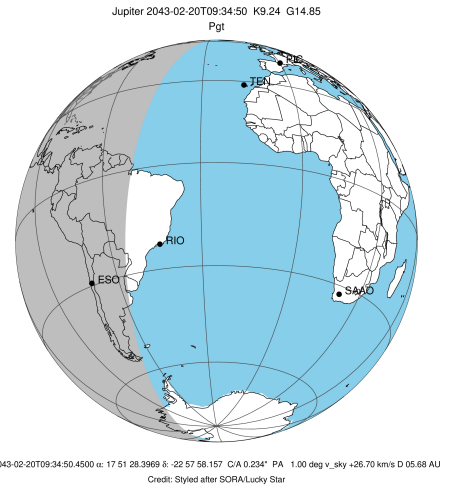 Jupiter 2043-02-20T09:34:50  K9.24  G14.85
Pgt
PIC
TEN
RIO
ESO
SAAO
043-02-20T09:34:50.4500 α: 17 51 28.3969 δ: -22 57 58.157  C/A 0.234"  PA   1.00 deg v_sky +26.70 km/s D 05.68 AU
Credit: Styled after SORA/Lucky Star